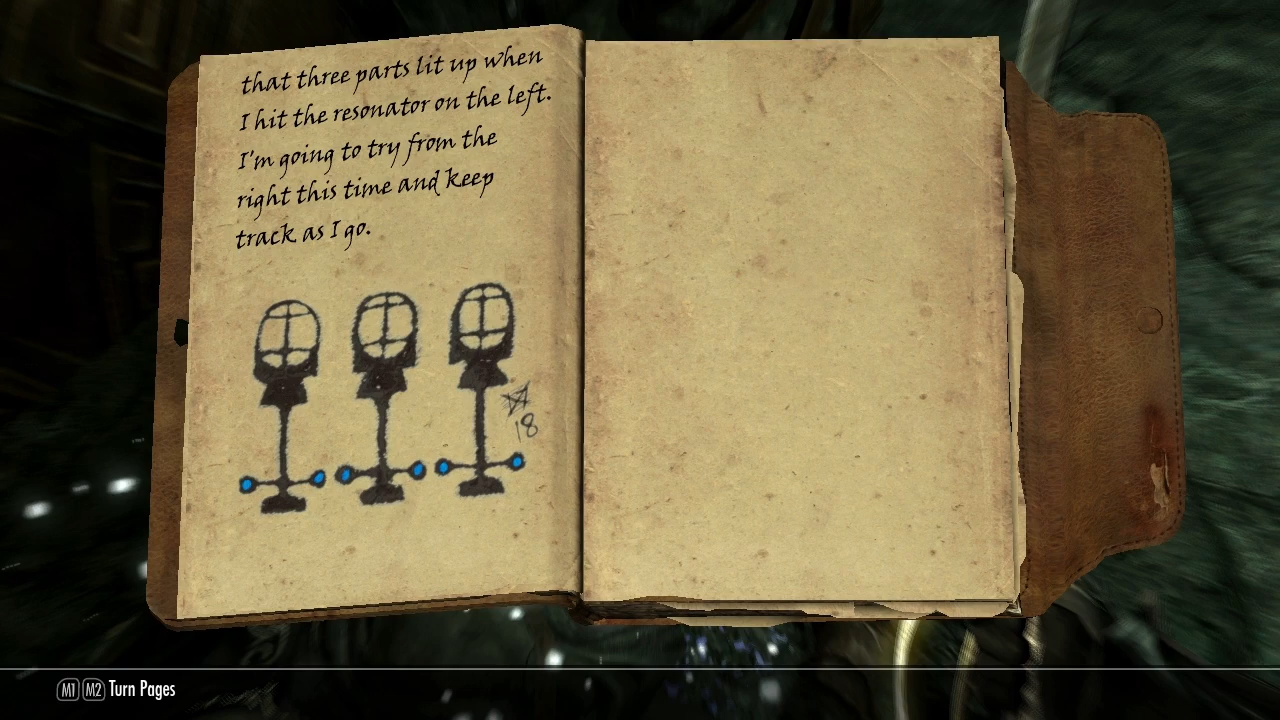 that three parts lit up when
I hit the resonator on the left.
I'm going to try from the
right this time and keep
track as I go.
18
M1 M2 Turn Pages